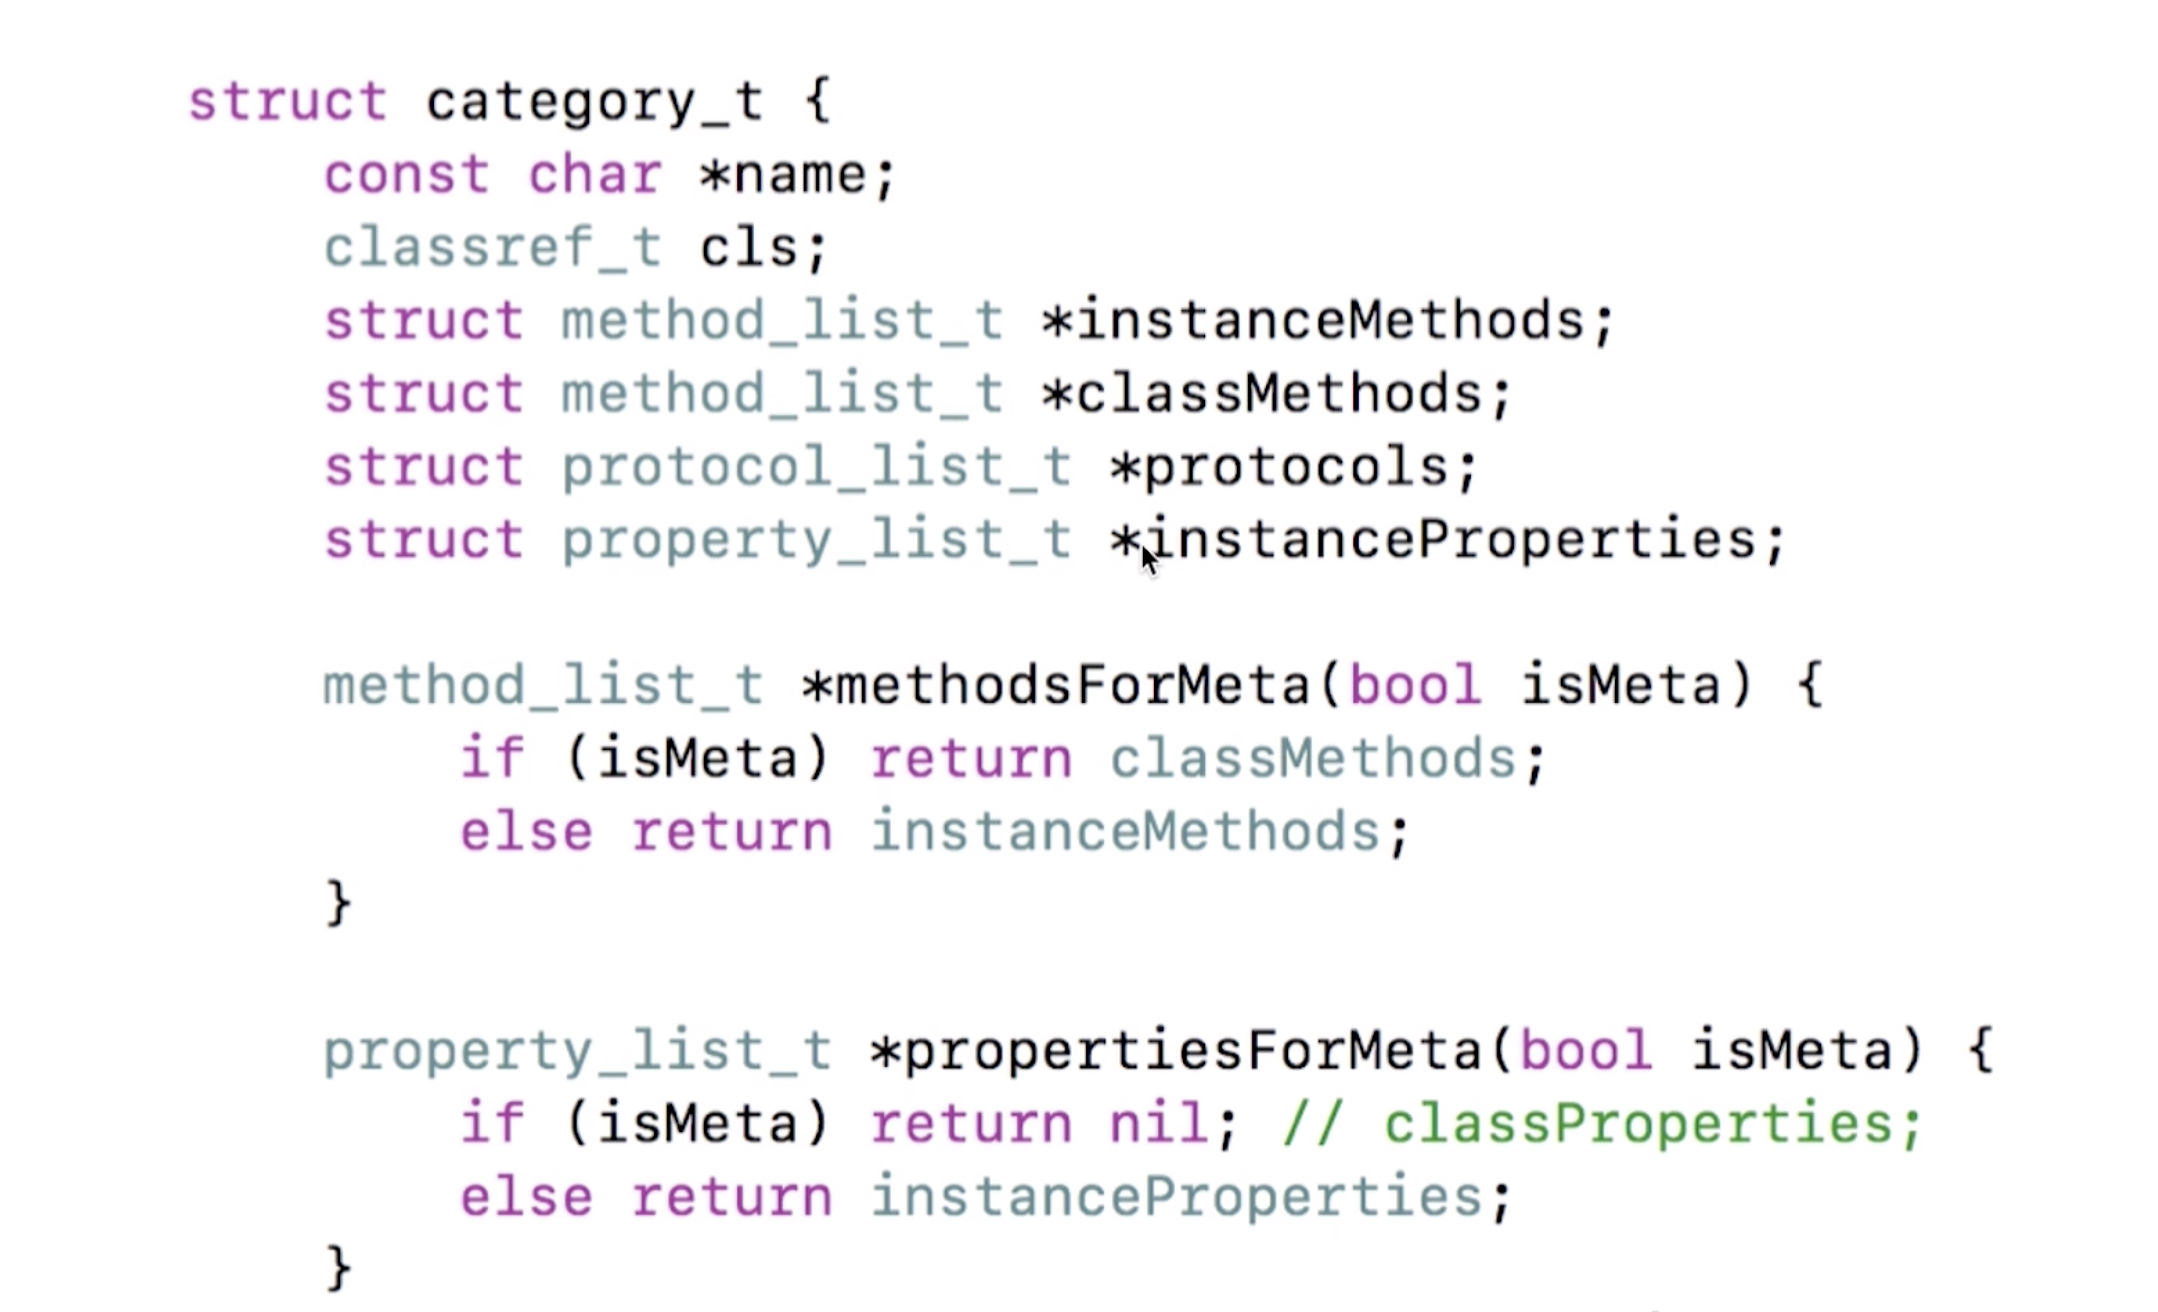 struct category_t {
    const char *name;
    classref_t cls;
    struct method_list_t *instanceMethods;
    struct method_list_t *classMethods;
    struct protocol_list_t *protocols;
    struct property_list_t *instanceProperties;
    method_list_t *methodsForMeta(bool isMeta) {
        if (isMeta) return classMethods;
        else return instanceMethods;
    }
    property_list_t *propertiesForMeta(bool isMeta) {
        if (isMeta) return nil; // classProperties;
        else return instanceProperties;
    }